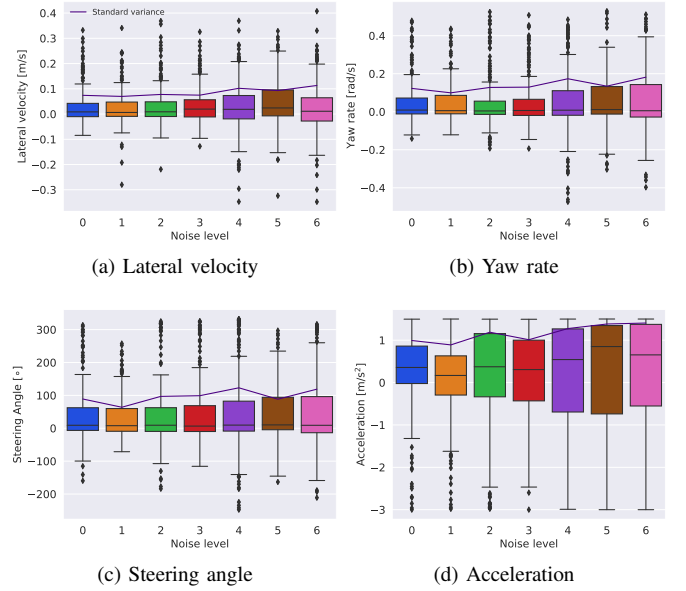 Standard variance
0.4
0.3
0.2
0.1
0.0
−0.1
−0.2
−0.3
Lateral velocity [m/s]
0 1 2 3 4 5 6
Noise level
(a) Lateral velocity
0.4
0.2
0.0
−0.2
−0.4
Yaw rate [rad/s]
0 1 2 3 4 5 6
Noise level
(b) Yaw rate
300
200
100
0
−100
−200
Steering Angle [∘]
0 1 2 3 4 5 6
Noise level
(c) Steering angle
1
0
−1
−2
−3
Acceleration [m/s²]
0 1 2 3 4 5 6
Noise level
(d) Acceleration